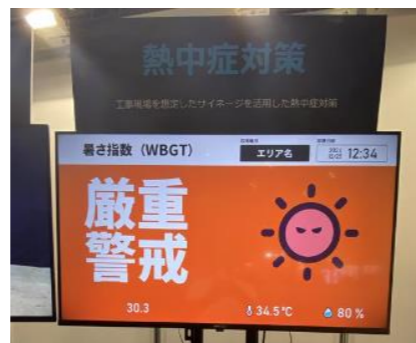 熱中症対策
工事現場を想定したサイネージを活用した熱中症対策
暑さ指数（WBGT）
エリア名
12:34
厳重
警戒
30.3
34.5℃
80％